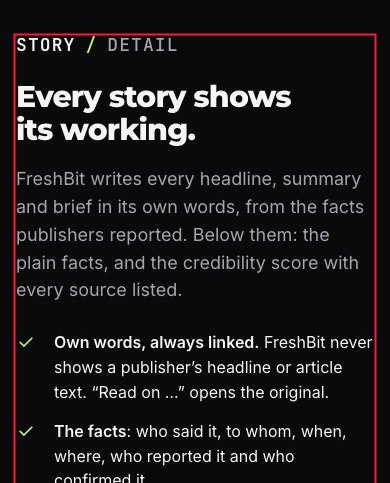 STORY / DETAIL
Every story shows
its working.
FreshBit writes every headline, summary
and brief in its own words, from the facts
publishers reported. Below them: the
plain facts, and the credibility score with
every source listed.
Own words, always linked. FreshBit never
shows a publisher’s headline or article
text. “Read on …” opens the original.
The facts: who said it, to whom, when,
where, who reported it and who
confirmed it